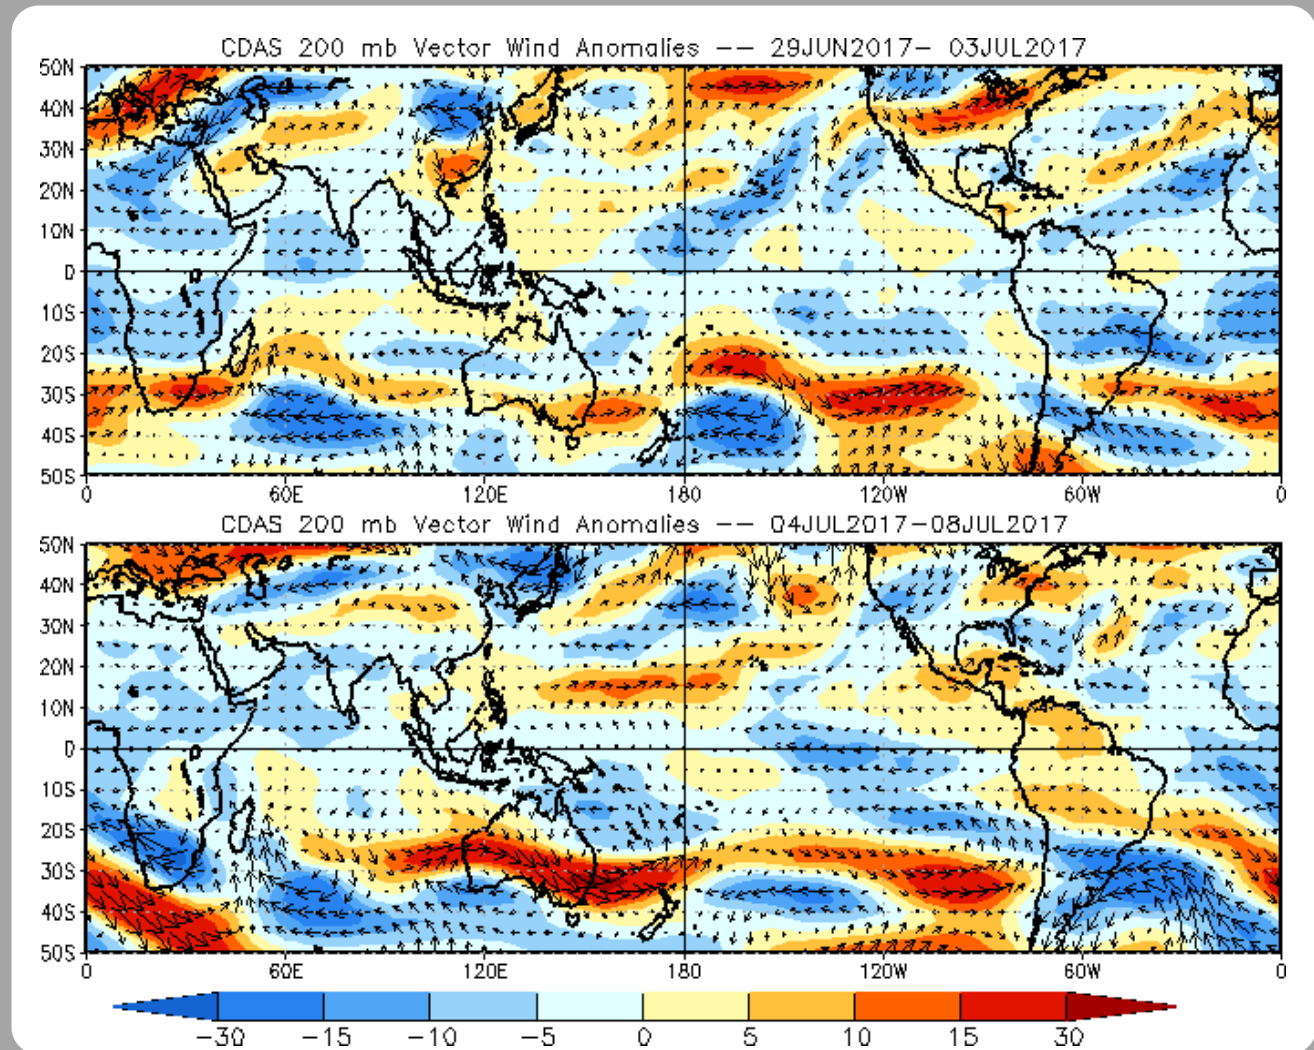 CDAS 200 mb Vector Wind Anomalies -- 29JUN2017- 03JUL2017
50N
40N
30N
20N
10N
0
10S
20S
30S
40S
50S
0 60E 120E 180 120W 60W 0
CDAS 200 mb Vector Wind Anomalies -- 04JUL2017-08JUL2017
50N
40N
30N
20N
10N
0
10S
20S
30S
40S
50S
0 60E 120E 180 120W 60W 0
-30 -15 -10 -5 0 5 10 15 30